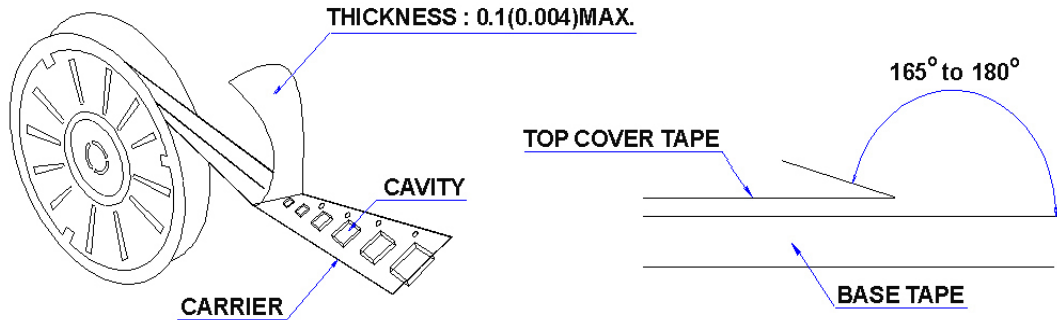 THICKNESS : 0.1(0.004)MAX.
CAVITY
CARRIER
165° to 180°
TOP COVER TAPE
BASE TAPE